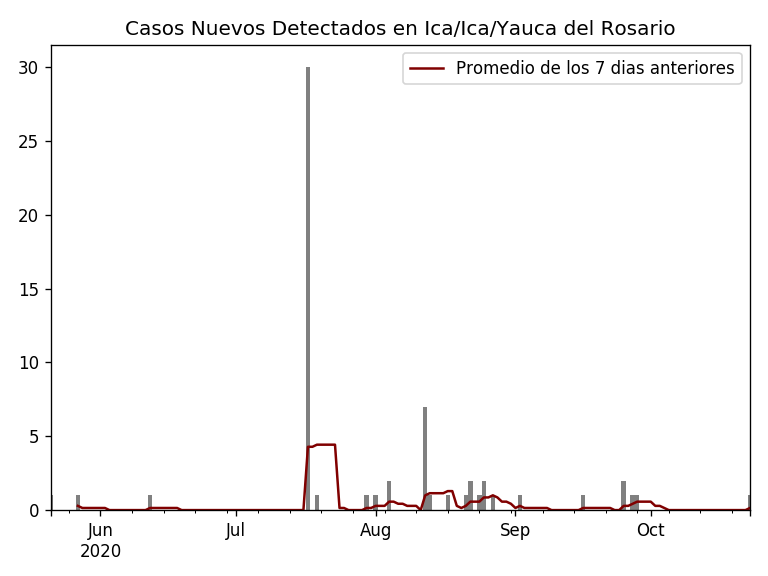 Casos Nuevos Detectados en Ica/Ica/Yauca del Rosario
Promedio de los 7 dias anteriores
30
25
20
15
10
5
0
Jun
2020
Jul
Aug
Sep
Oct